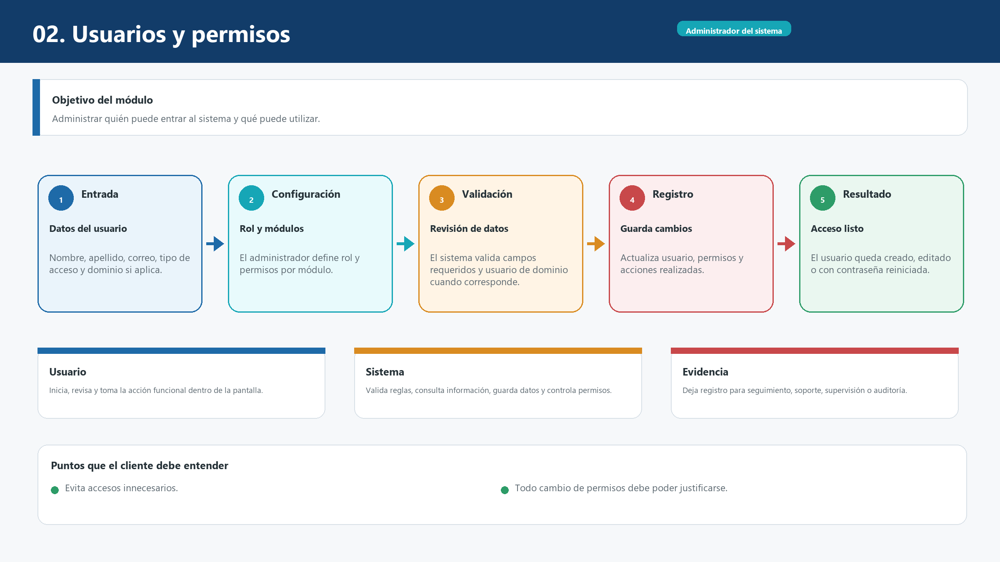 02. Usuarios y permisos
Administrador del sistema
Objetivo del módulo
Administrar quién puede entrar al sistema y qué puede utilizar.
1
Entrada
Datos del usuario
Nombre, apellido, correo, tipo de
acceso y dominio si aplica.
2
Configuración
Rol y módulos
El administrador define rol y
permisos por módulo.
3
Validación
Revisión de datos
El sistema valida campos
requeridos y usuario de dominio
cuando corresponde.
4
Registro
Guarda cambios
Actualiza usuario, permisos y
acciones realizadas.
5
Resultado
Acceso listo
El usuario queda creado, editado
o con contraseña reiniciada.
Usuario
Inicia, revisa y toma la acción funcional dentro de la pantalla.
Sistema
Valida reglas, consulta información, guarda datos y controla permisos.
Evidencia
Deja registro para seguimiento, soporte, supervisión o auditoría.
Puntos que el cliente debe entender
Evita accesos innecesarios.
Todo cambio de permisos debe poder justificarse.